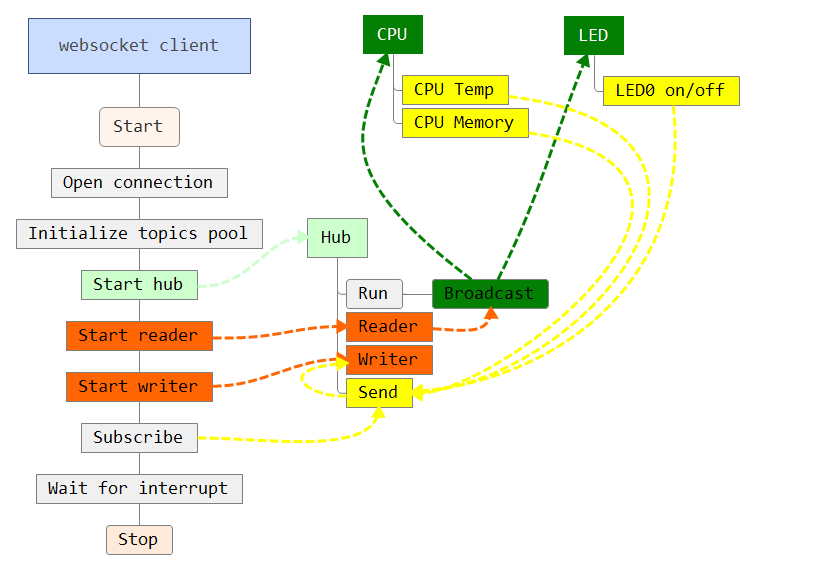 websocket client
Start
Open connection
Initialize topics pool
Start hub
Start reader
Start writer
Subscribe
Wait for interrupt
Stop
Hub
Run
Broadcast
Reader
Writer
Send
CPU
CPU Temp
CPU Memory
LED
LED0 on/off